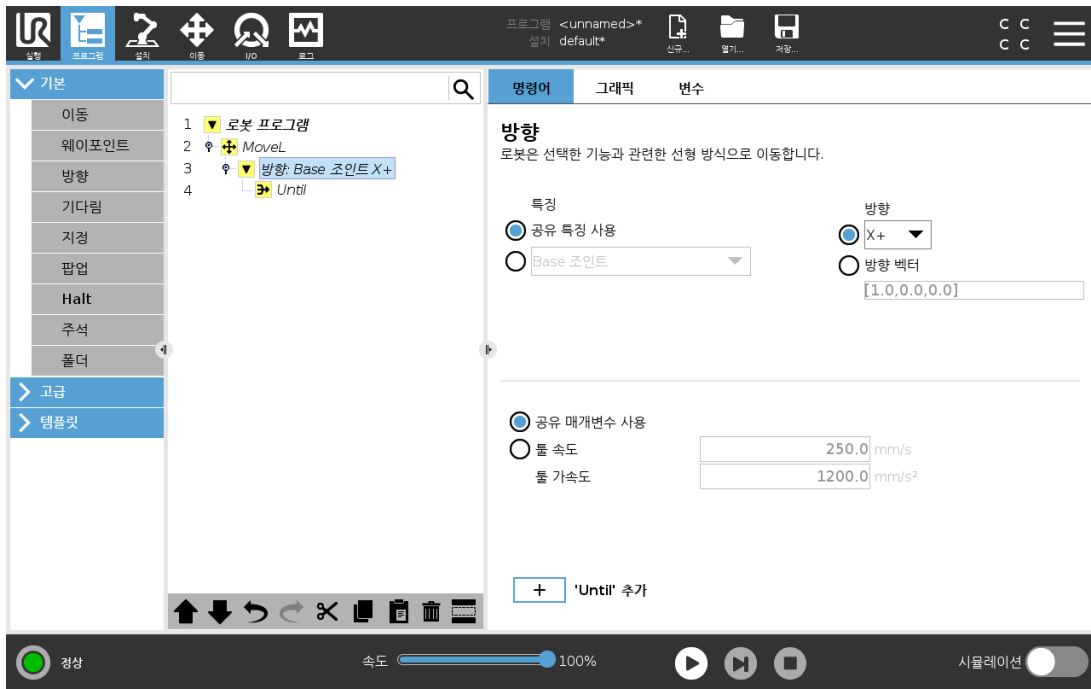 UR
실행 프로그램 설치 이동 I/O 로그
프로그램 <unnamed>*
설치 default*
신규... 열기... 저장...
C C
C C
기본
이동
웨이포인트
방향
기다림
지정
팝업
Halt
주석
폴더
고급
템플릿
1 로봇 프로그램
2 MoveL
3 방향: Base 조인트 X+
4 Until
명령어 그래픽 변수
방향
로봇은 선택한 기능과 관련한 선형 방식으로 이동합니다.
특징
공유 특징 사용
Base 조인트
방향
X+
방향 벡터
[1.0,0.0,0.0]
공유 매개변수 사용
툴 속도 250.0 mm/s
툴 가속도 1200.0 mm/s²
+ 'Until' 추가
정상
속도 100%
시뮬레이션